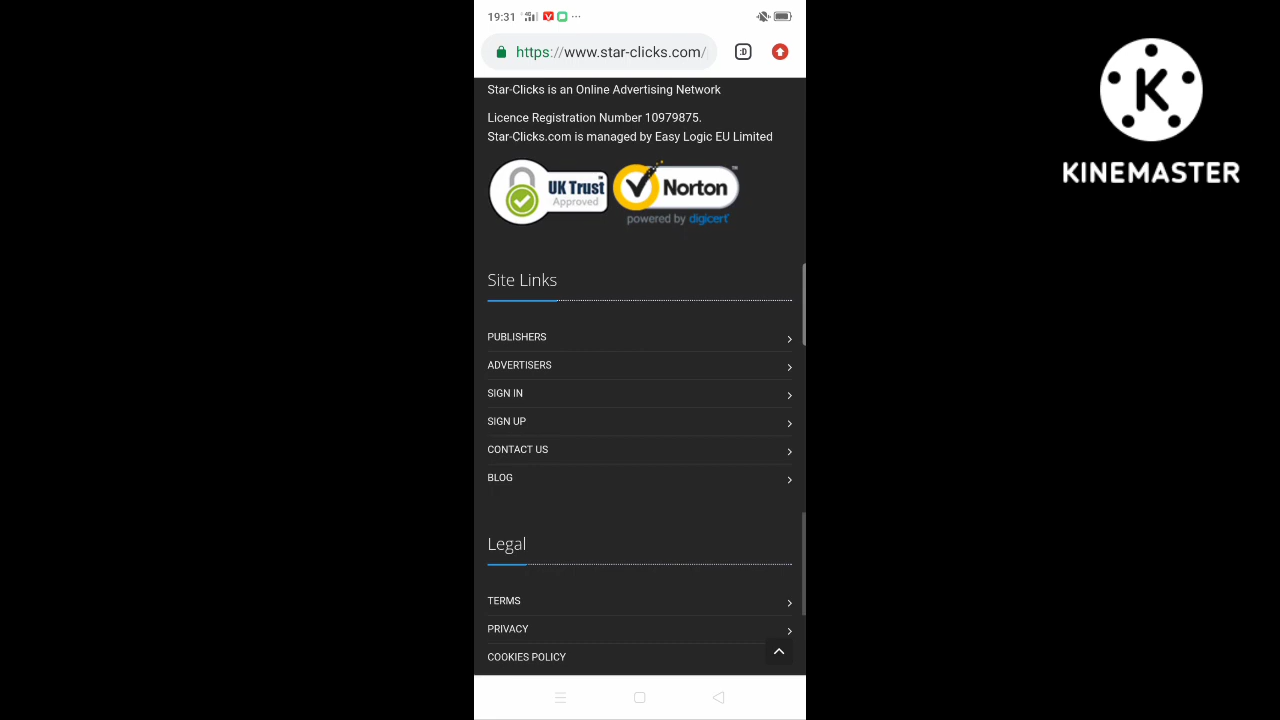 19:31
https://www.star-clicks.com/
:D
Star-Clicks is an Online Advertising Network
Licence Registration Number 10979875.
Star-Clicks.com is managed by Easy Logic EU Limited
UK Trust
Approved
Norton
powered by digicert
Site Links
PUBLISHERS
ADVERTISERS
SIGN IN
SIGN UP
CONTACT US
BLOG
Legal
TERMS
PRIVACY
COOKIES POLICY
K
KINEMASTER